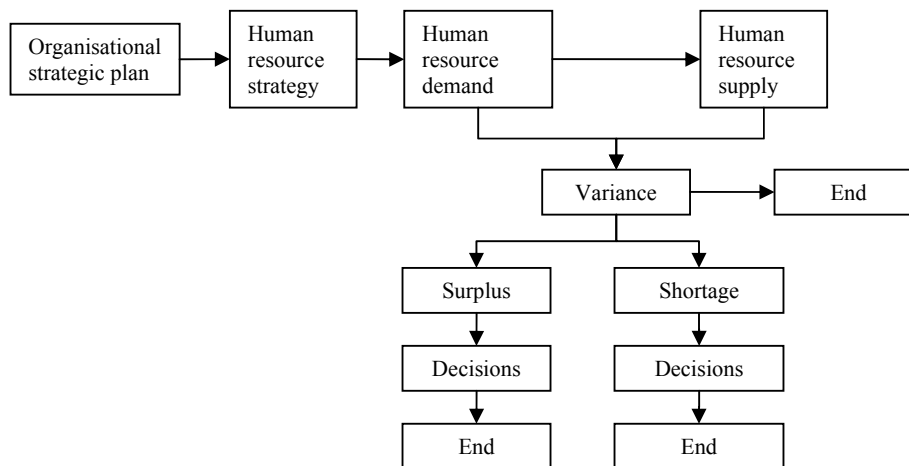 Organisational
strategic plan
Human
resource
strategy
Human
resource
demand
Human
resource
supply
Variance
End
Surplus
Shortage
Decisions
Decisions
End
End